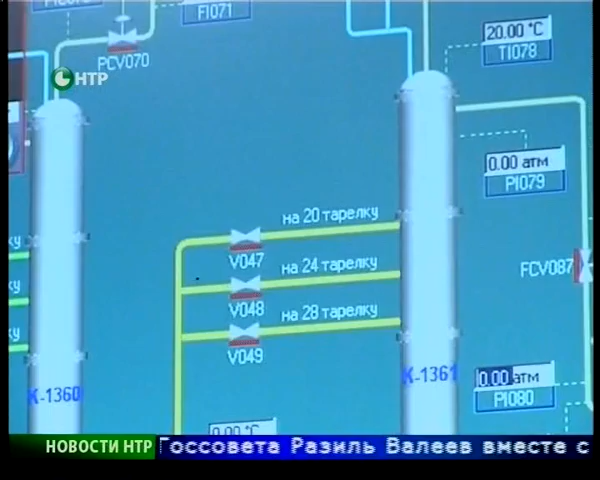 FI071
20.00 °C
TI078
PCV070
НТР
0.00 атм
PI079
на 20 тарелку
V047
на 24 тарелку
FCV087
V048
на 28 тарелку
V049
К-1360
К-1361
0.00 атм
PI080
0.00 °C
НОВОСТИ НТР
Госсовета Разиль Валеев вместе с